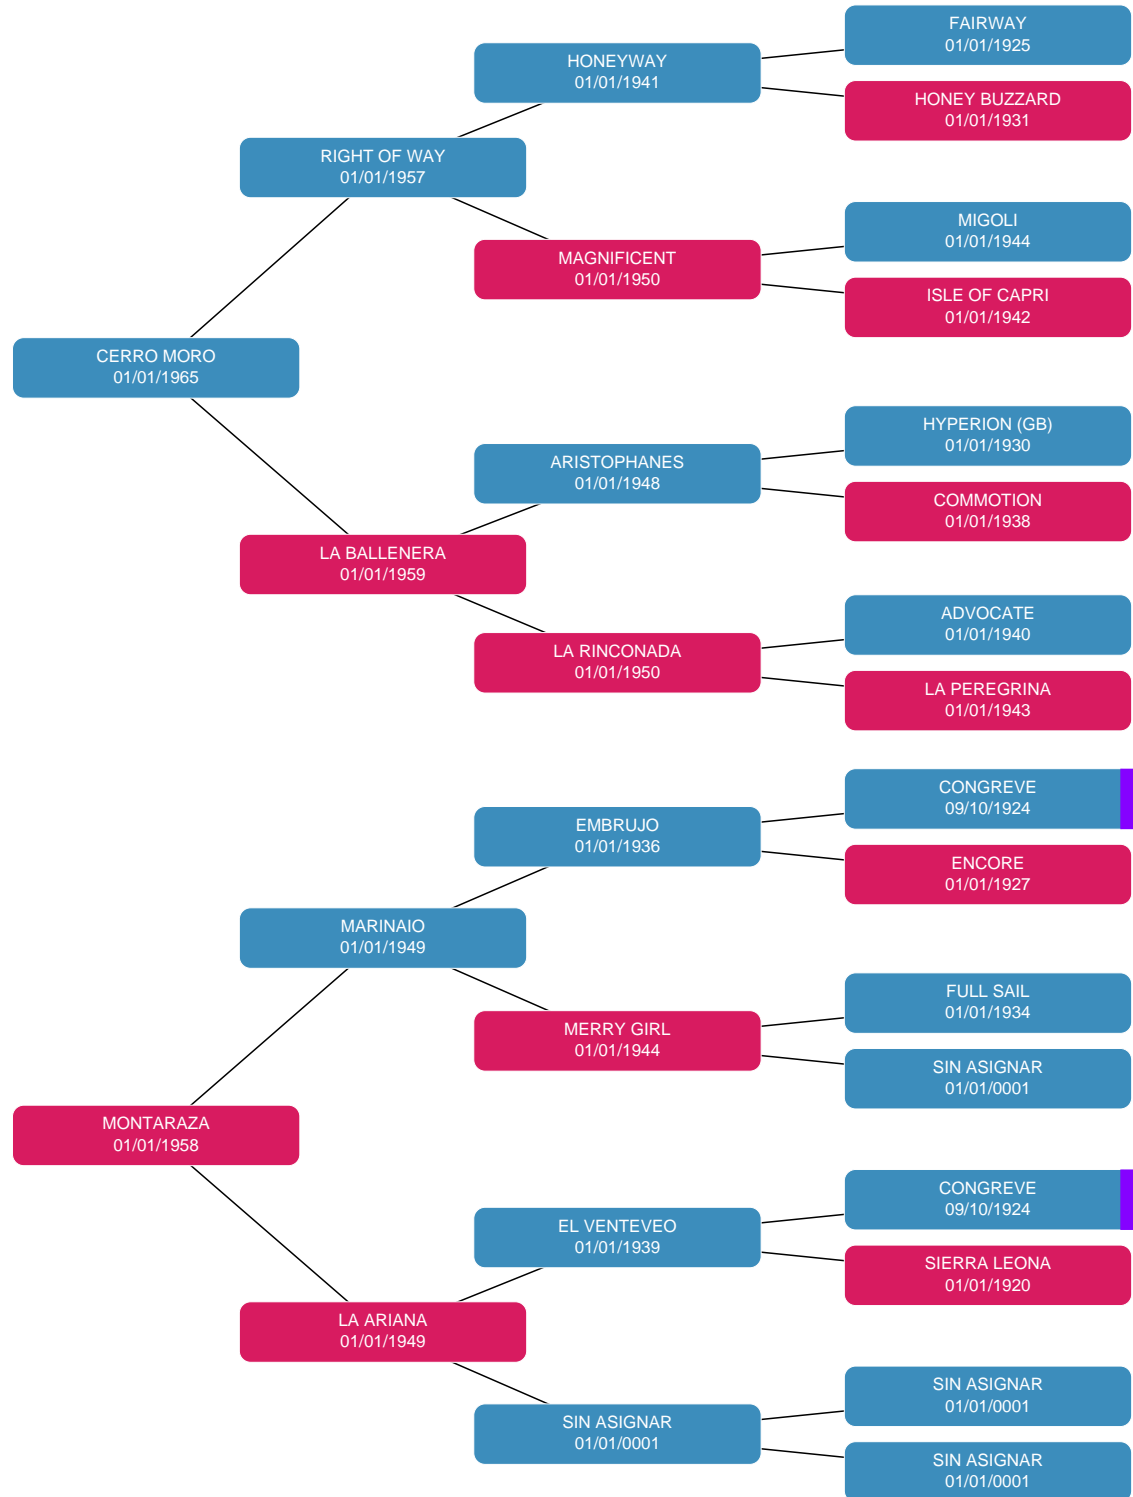 FAIRWAY
01/01/1925
HONEYWAY
01/01/1941
HONEY BUZZARD
01/01/1931
RIGHT OF WAY
01/01/1957
MIGOLI
01/01/1944
MAGNIFICENT
01/01/1950
ISLE OF CAPRI
01/01/1942
CERRO MORO
01/01/1965
HYPERION (GB)
01/01/1930
ARISTOPHANES
01/01/1948
COMMOTION
01/01/1938
LA BALLENERA
01/01/1959
ADVOCATE
01/01/1940
LA RINCONADA
01/01/1950
LA PEREGRINA
01/01/1943
CONGREVE
09/10/1924
EMBRUJO
01/01/1936
ENCORE
01/01/1927
MARINAIO
01/01/1949
FULL SAIL
01/01/1934
MERRY GIRL
01/01/1944
SIN ASIGNAR
01/01/0001
MONTARAZA
01/01/1958
CONGREVE
09/10/1924
EL VENTEVEO
01/01/1939
SIERRA LEONA
01/01/1920
LA ARIANA
01/01/1949
SIN ASIGNAR
01/01/0001
SIN ASIGNAR
01/01/0001
SIN ASIGNAR
01/01/0001